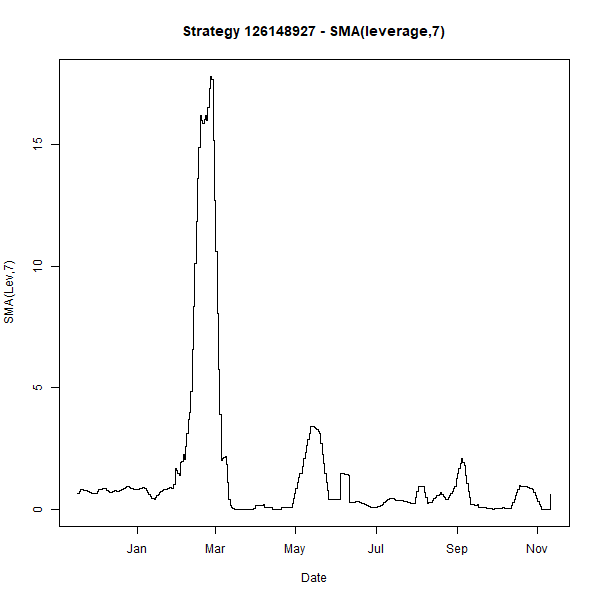 Strategy 126148927 - SMA(leverage,7)
SMA(Lev,7)
15
10
5
0
Jan Mar May Jul Sep Nov
Date